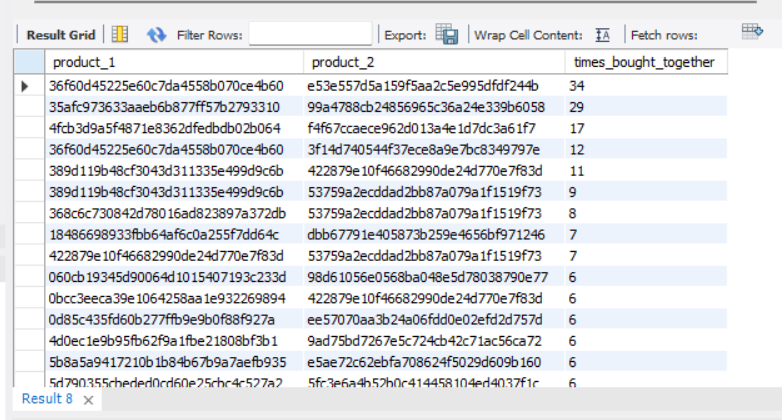 Result Grid Filter Rows: Export: Wrap Cell Content: Fetch rows:
product_1 product_2 times_bought_together
36f60d45225e60c7da4558b070ce4b60 e53e557d5a159f5aa2c5e995dfdf244b 34
35afc973633aaeb6b877ff57b2793310 99a4788cb24856965c36a24e339b6058 29
4fcb3d9a5f4871e8362dfedbdb02b064 f4f67ccaece962d013a4e1d7dc3a61f7 17
36f60d45225e60c7da4558b070ce4b60 3f14d740544f37ece8a9e7bc8349797e 12
389d119b48cf3043d311335e499d9c6b 422879e10f46682990de24d770e7f83d 11
389d119b48cf3043d311335e499d9c6b 53759a2ecddad2bb87a079a1f1519f73 9
368c6c730842d78016ad823897a372db 53759a2ecddad2bb87a079a1f1519f73 8
18486698933fbb64af6c0a255f7dd64c dbb67791e405873b259e4656bf971246 7
422879e10f46682990de24d770e7f83d 53759a2ecddad2bb87a079a1f1519f73 7
060cb19345d90064d1015407193c233d 98d61056e0568ba048e5d78038790e77 6
0bcc3eeca39e1064258aa1e932269894 422879e10f46682990de24d770e7f83d 6
0d85c435fd60b277ffb9e9b0f88f927a ee57070aa3b24a06fdd0e02efd2d757d 6
4d0ec1e9b95fb62f9a1fbe21808bf3b1 9ad75bd7267e5c724cb42c71ac56ca72 6
5b8a5a9417210b1b84b67b9a7aefb935 e5ae72c62ebfa708624f5029d609b160 6
5d790355cbeded0cd60e25cbc4c527a2 5fc3e6a4b52b0c414458104ed4037f1c 6
Result 8